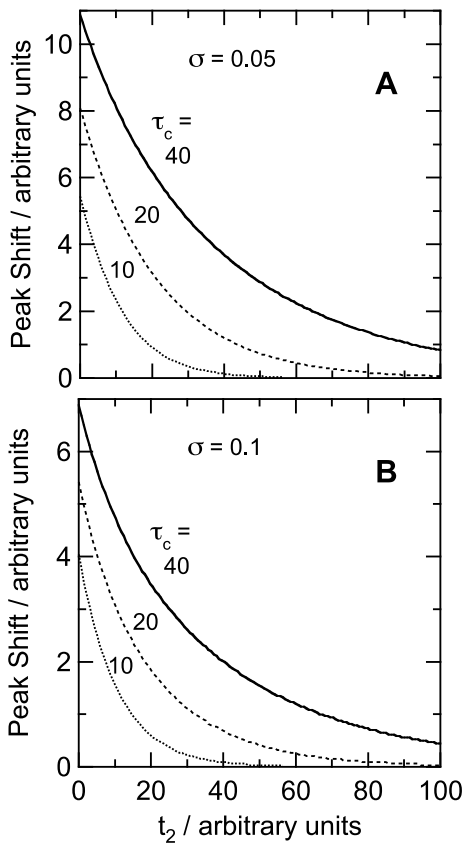 10
8
6
4
2
0
Peak Shift / arbitrary units
σ = 0.05
A
τc =
40
20
10
6
4
2
0
Peak Shift / arbitrary units
σ = 0.1
B
τc =
40
20
10
0
20
40
60
80
100
t2 / arbitrary units